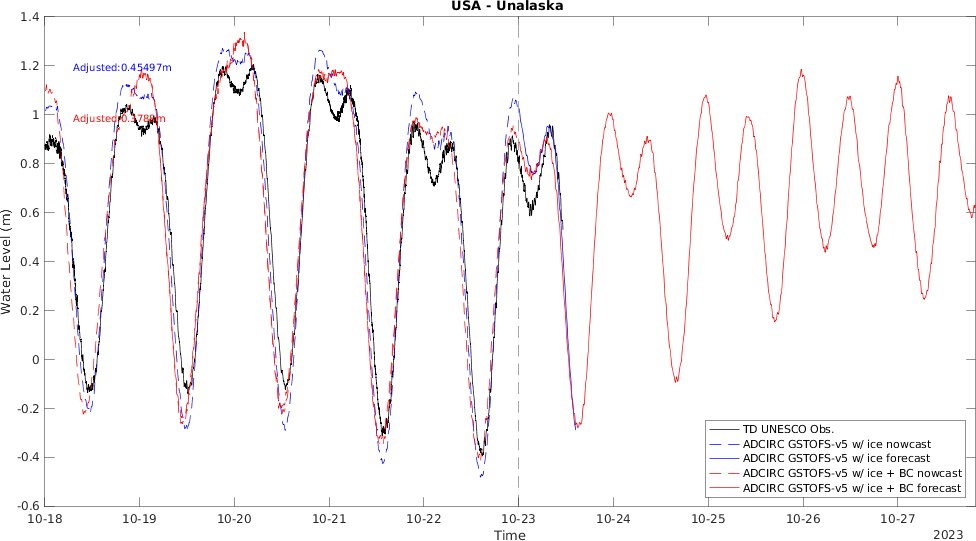 USA - Unalaska
1.4
1.2
1
0.8
0.6
0.4
0.2
0
-0.2
-0.4
-0.6
Water Level (m)
Adjusted:0.45497m
Adjusted:0.3788m
TD UNESCO Obs.
ADCIRC GSTOFS-v5 w/ ice nowcast
ADCIRC GSTOFS-v5 w/ ice forecast
ADCIRC GSTOFS-v5 w/ ice + BC nowcast
ADCIRC GSTOFS-v5 w/ ice + BC forecast
10-18 10-19 10-20 10-21 10-22 10-23 10-24 10-25 10-26 10-27
Time
2023